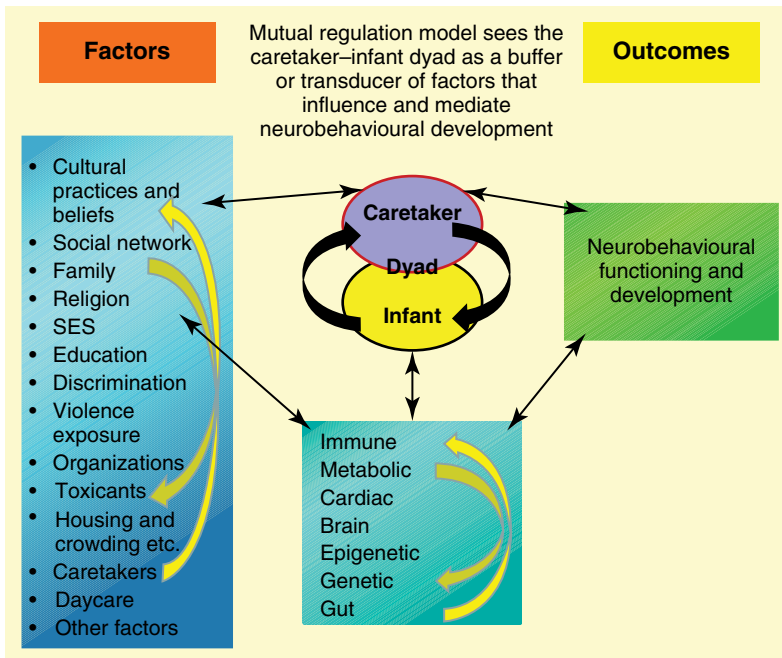 Factors
Mutual regulation model sees the
caretaker–infant dyad as a buffer
or transducer of factors that
influence and mediate
neurobehavioural development
Outcomes
• Cultural
practices and
beliefs
• Social network
• Family
• Religion
• SES
• Education
• Discrimination
• Violence
exposure
• Organizations
• Toxicants
• Housing and
crowding etc.
• Caretakers
• Daycare
• Other factors
Caretaker
Dyad
Infant
Neurobehavioural
functioning and
development
Immune
Metabolic
Cardiac
Brain
Epigenetic
Genetic
Gut